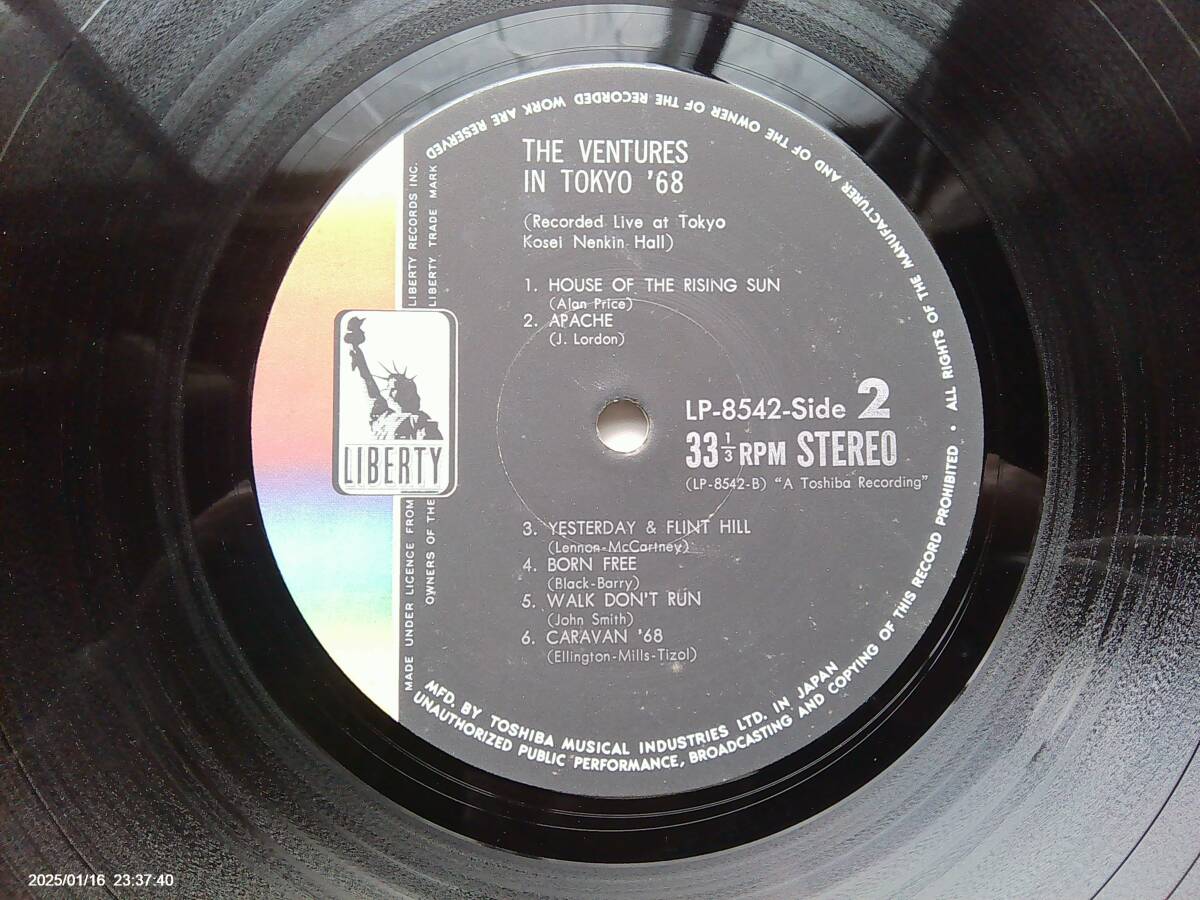 THE VENTURES
IN TOKYO '68
(Recorded Live at Tokyo
Kosei Nenkin Hall)
1. HOUSE OF THE RISING SUN
(Alan Price)
2. APACHE
(J. Lordon)
LP-8542-Side 2
33 1/3 RPM STEREO
(LP-8542-B) "A Toshiba Recording"
3. YESTERDAY & FLINT HILL
(Lennon-McCartney)
4. BORN FREE
(Black-Barry)
5. WALK DON'T RUN
(John Smith)
6. CARAVAN '68
(Ellington-Mills-Tizol)
LIBERTY
MADE UNDER LICENCE FROM LIBERTY RECORDS INC.
OWNERS OF THE LIBERTY TRADE MARK
MFD. BY TOSHIBA MUSICAL INDUSTRIES LTD. IN JAPAN
UNAUTHORIZED PUBLIC PERFORMANCE, BROADCASTING AND COPYING OF THIS RECORD PROHIBITED • ALL RIGHTS OF THE MANUFACTURER AND OF THE OWNER OF THE RECORDED WORK ARE RESERVED
2025/01/16 23:37:40